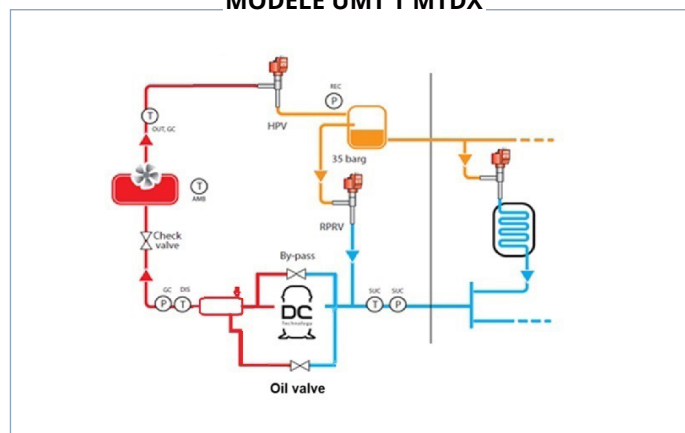 MODÈLE UMT 1 MTDX
REC
P
HPV
T
OUT, GC
35 barg
T
AMB
RPRV
Check
valve
By-pass
GC
DIS
P
T
DC
Technology
SUC
SUC
T
P
Oil valve